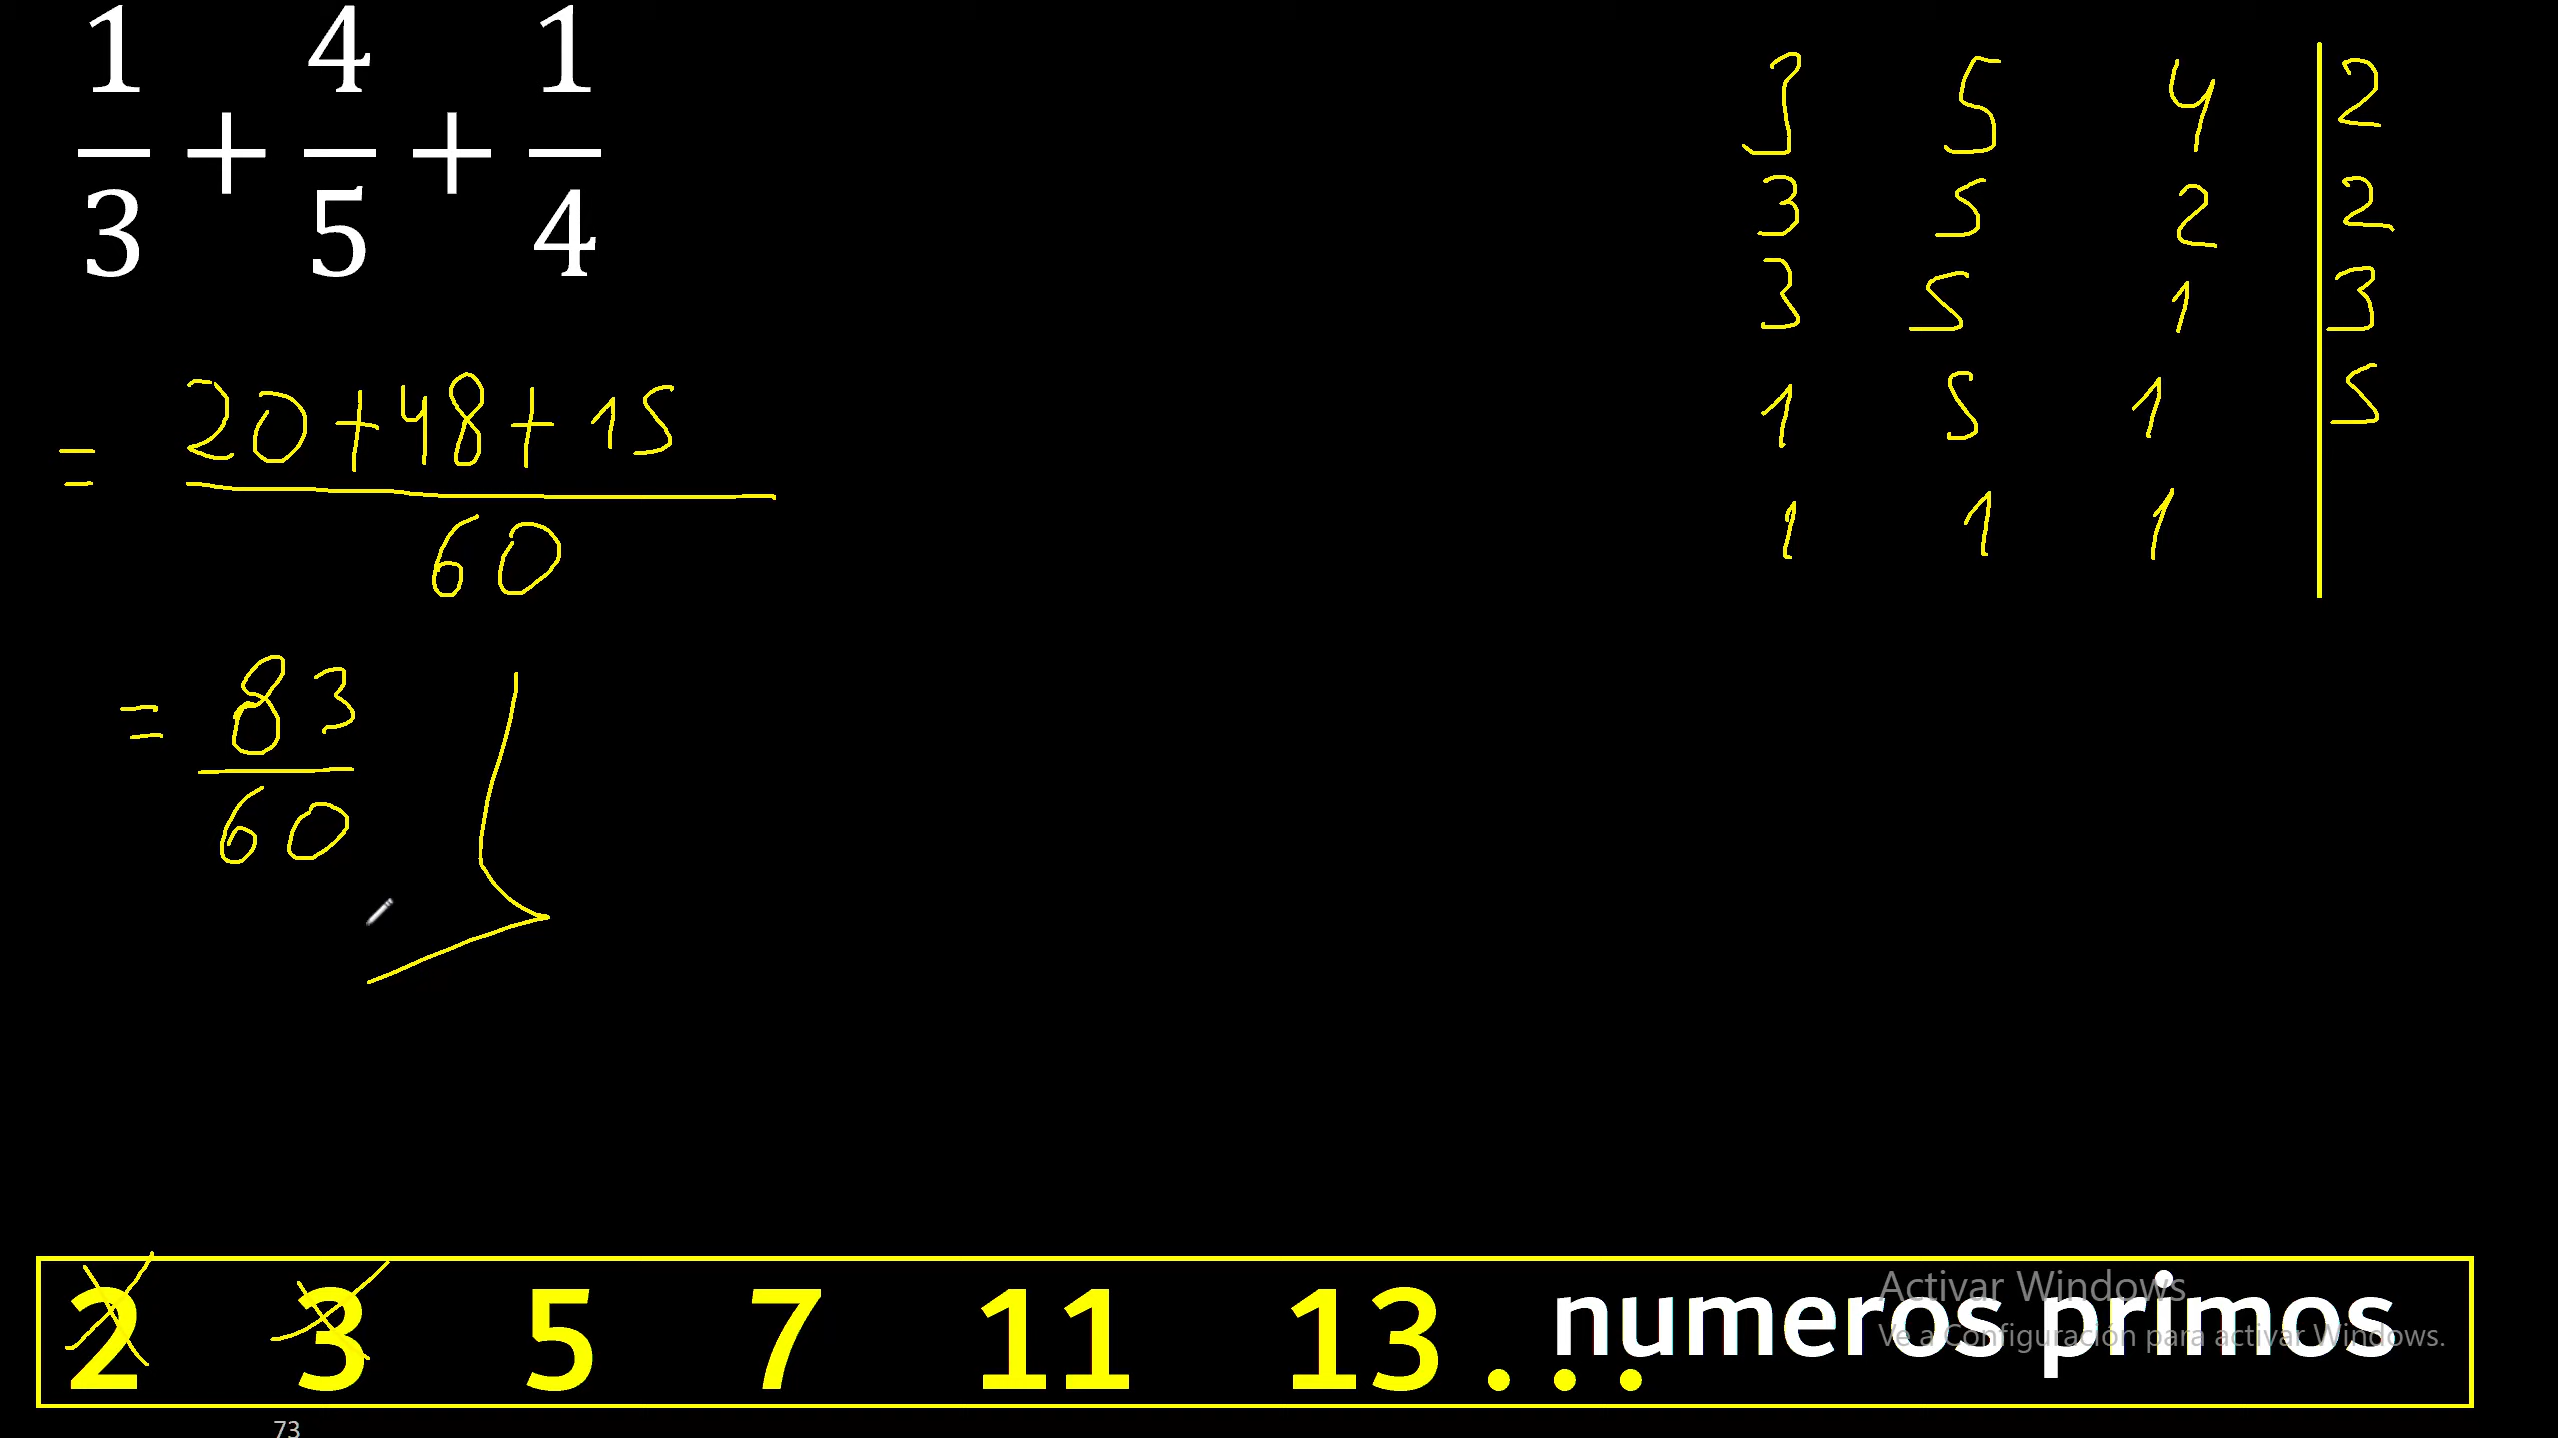 1/3 + 4/5 + 1/4
= (20+48+15)/60
= 83/60
3 5 4 | 2
3 5 2 | 2
3 5 1 | 3
1 5 1 | 5
1 1 1 |
2 3 5 7 11 13 ... numeros primos
Activar Windows
Ve a Configuración para activar Windows.
73